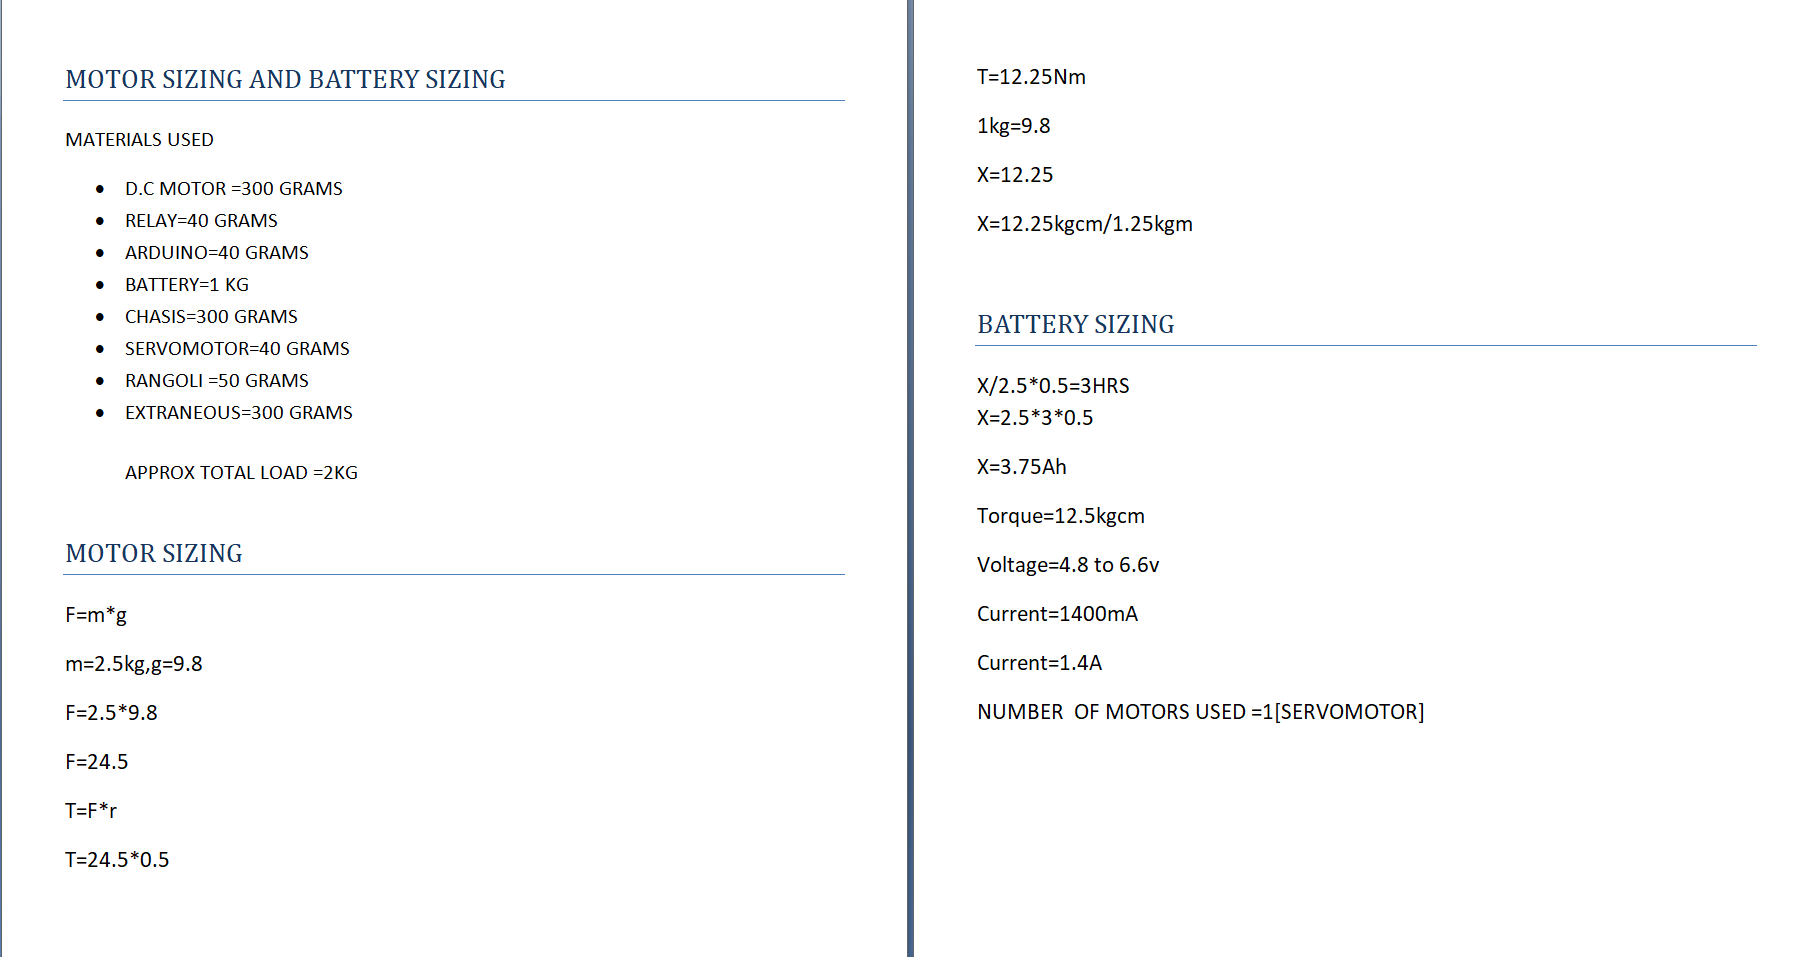 MOTOR SIZING AND BATTERY SIZING
MATERIALS USED
• D.C MOTOR =300 GRAMS
• RELAY=40 GRAMS
• ARDUINO=40 GRAMS
• BATTERY=1 KG
• CHASIS=300 GRAMS
• SERVOMOTOR=40 GRAMS
• RANGOLI =50 GRAMS
• EXTRANEOUS=300 GRAMS
APPROX TOTAL LOAD =2KG
MOTOR SIZING
F=m*g
m=2.5kg,g=9.8
F=2.5*9.8
F=24.5
T=F*r
T=24.5*0.5
T=12.25Nm
1kg=9.8
X=12.25
X=12.25kgcm/1.25kgm
BATTERY SIZING
X/2.5*0.5=3HRS
X=2.5*3*0.5
X=3.75Ah
Torque=12.5kgcm
Voltage=4.8 to 6.6v
Current=1400mA
Current=1.4A
NUMBER  OF MOTORS USED =1[SERVOMOTOR]